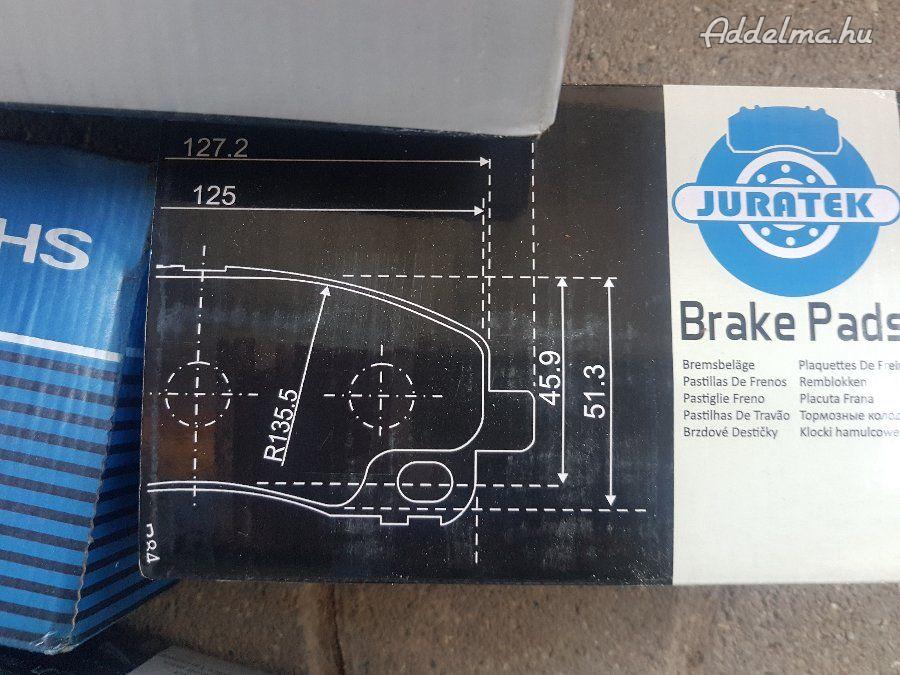 Addelma.hu
HS
127.2
125
R135.5
45.9
51.3
JURATEK
Brake Pads
Bremsbeläge
Pastillas De Frenos
Pastiglie Freno
Pastilhas De Travão
Brzdové Destičky
Plaquettes De Frein
Remblokken
Placuta Frana
Тормозные колод
Klocki hamulcowe